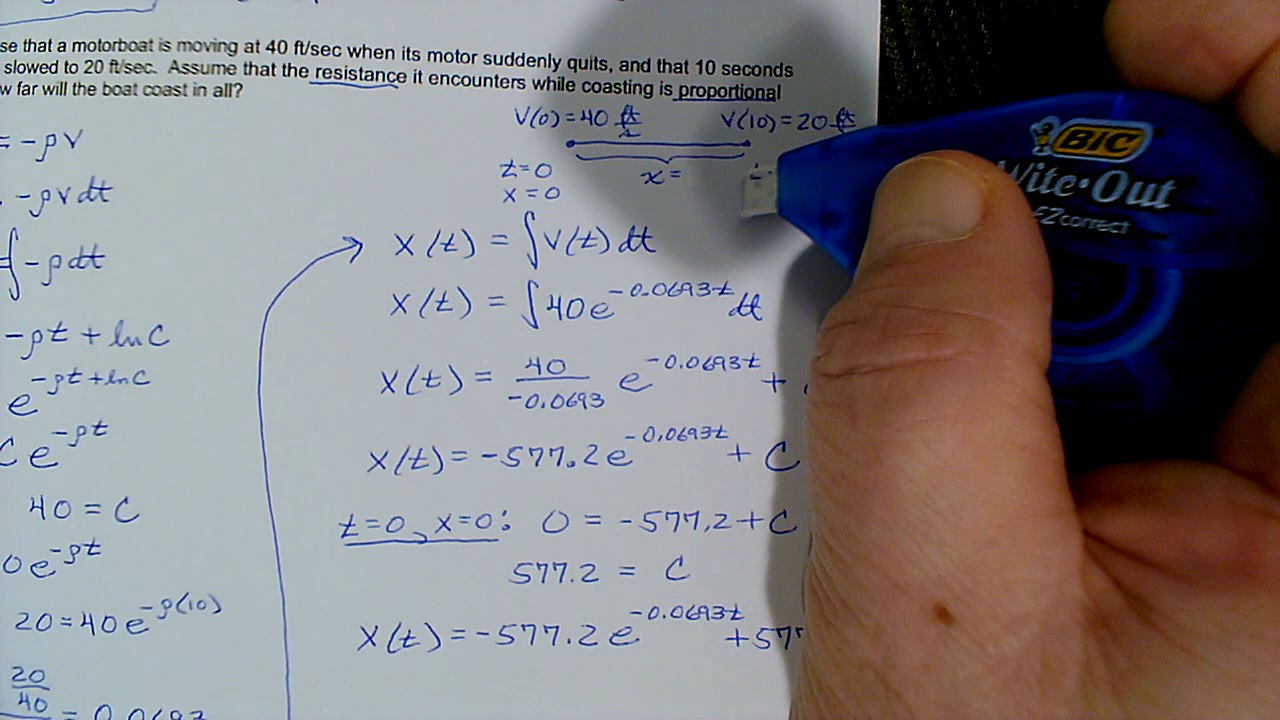 se that a motorboat is moving at 40 ft/sec when its motor suddenly quits, and that 10 seconds
slowed to 20 ft/sec. Assume that the resistance it encounters while coasting is proportional
w far will the boat coast in all?
V(0)=40 ft/s V(10)=20 ft
t=0
x=0
x=
= -ρv
-ρv dt
∫-ρdt
-ρt + ln C
e^{-ρt+ln C}
Ce^{-ρt}
40 = C
0e^{-ρt}
20=40e^{-ρ(10)}
20/40 = 0.0693
X(t) = ∫V(t) dt
X(t) = ∫40e^{-0.0693t} dt
X(t) = 40/-0.0693 e^{-0.0693t} +
X(t) = -577.2e^{-0.0693t} + C
t=0, x=0: 0 = -577.2+C
577.2 = C
X(t) = -577.2e^{-0.0693t} +577
BIC
Wite•Out
EZcorrect